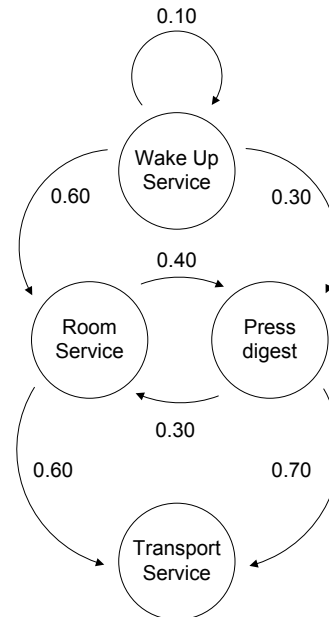 0.10
Wake Up
Service
0.60
0.30
0.40
Room
Service
Press
digest
0.30
0.60
0.70
Transport
Service